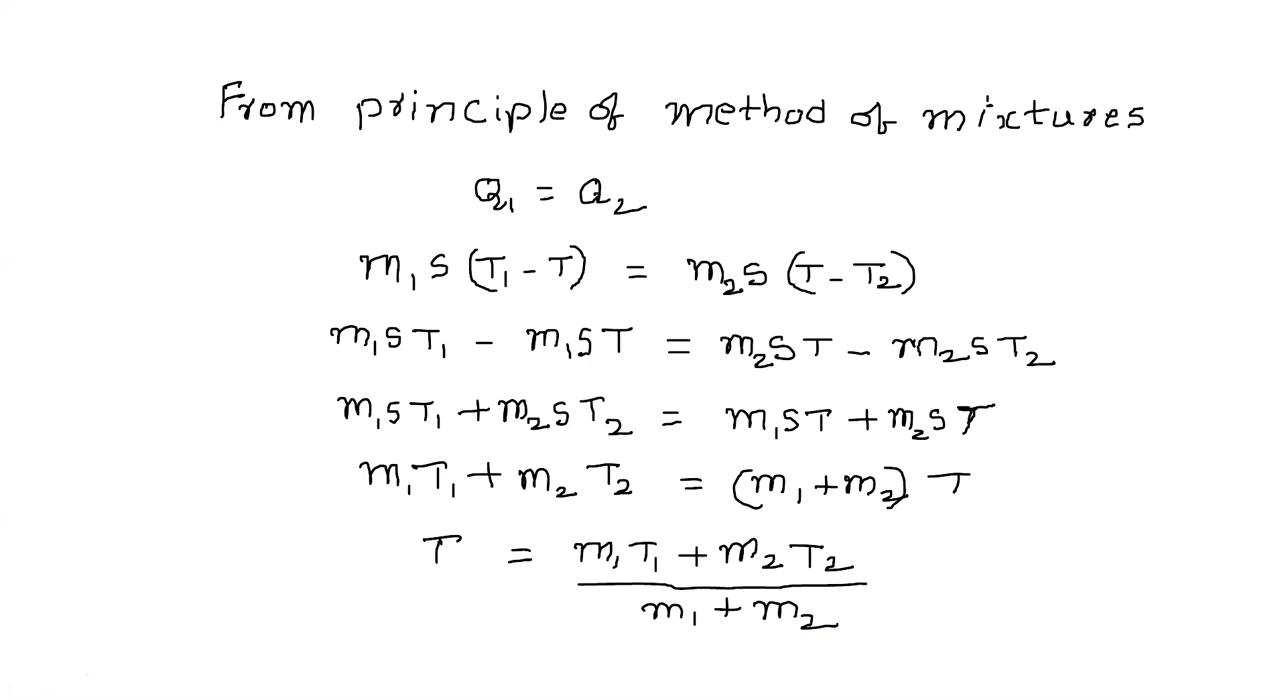 From principle of method of mixtures
Q₁ = Q₂
m₁s (T₁ - T) = m₂s (T - T₂)
m₁sT₁ - m₁sT = m₂sT - m₂sT₂
m₁sT₁ + m₂sT₂ = m₁sT + m₂sT
m₁T₁ + m₂T₂ = (m₁ + m₂) T
T = m₁T₁ + m₂T₂
m₁ + m₂